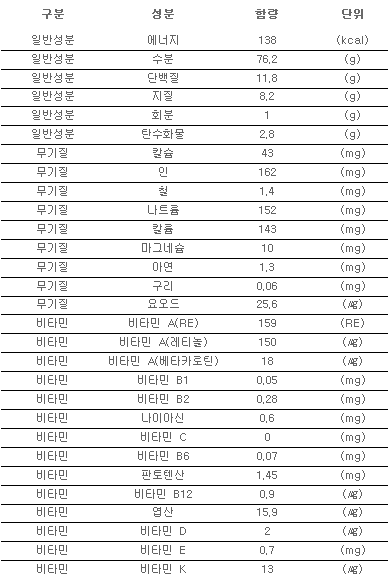 구분 성분 함량 단위
일반성분 에너지 138 (kcal)
일반성분 수분 76,2 (g)
일반성분 단백질 11,8 (g)
일반성분 지질 8,2 (g)
일반성분 회분 1 (g)
일반성분 탄수화물 2,8 (g)
무기질 칼슘 43 (mg)
무기질 인 162 (mg)
무기질 철 1,4 (mg)
무기질 나트륨 152 (mg)
무기질 칼륨 143 (mg)
무기질 마그네슘 10 (mg)
무기질 아연 1,3 (mg)
무기질 구리 0,06 (mg)
무기질 요오드 25,6 (㎍)
비타민 비타민 A(RE) 159 (RE)
비타민 비타민 A(레티놀) 150 (㎍)
비타민 비타민 A(베타카로틴) 18 (㎍)
비타민 비타민 B1 0,05 (mg)
비타민 비타민 B2 0,28 (mg)
비타민 나이아신 0,6 (mg)
비타민 비타민 C 0 (mg)
비타민 비타민 B6 0,07 (mg)
비타민 판토텐산 1,45 (mg)
비타민 비타민 B12 0,9 (㎍)
비타민 엽산 15,9 (㎍)
비타민 비타민 D 2 (㎍)
비타민 비타민 E 0,7 (mg)
비타민 비타민 K 13 (㎍)